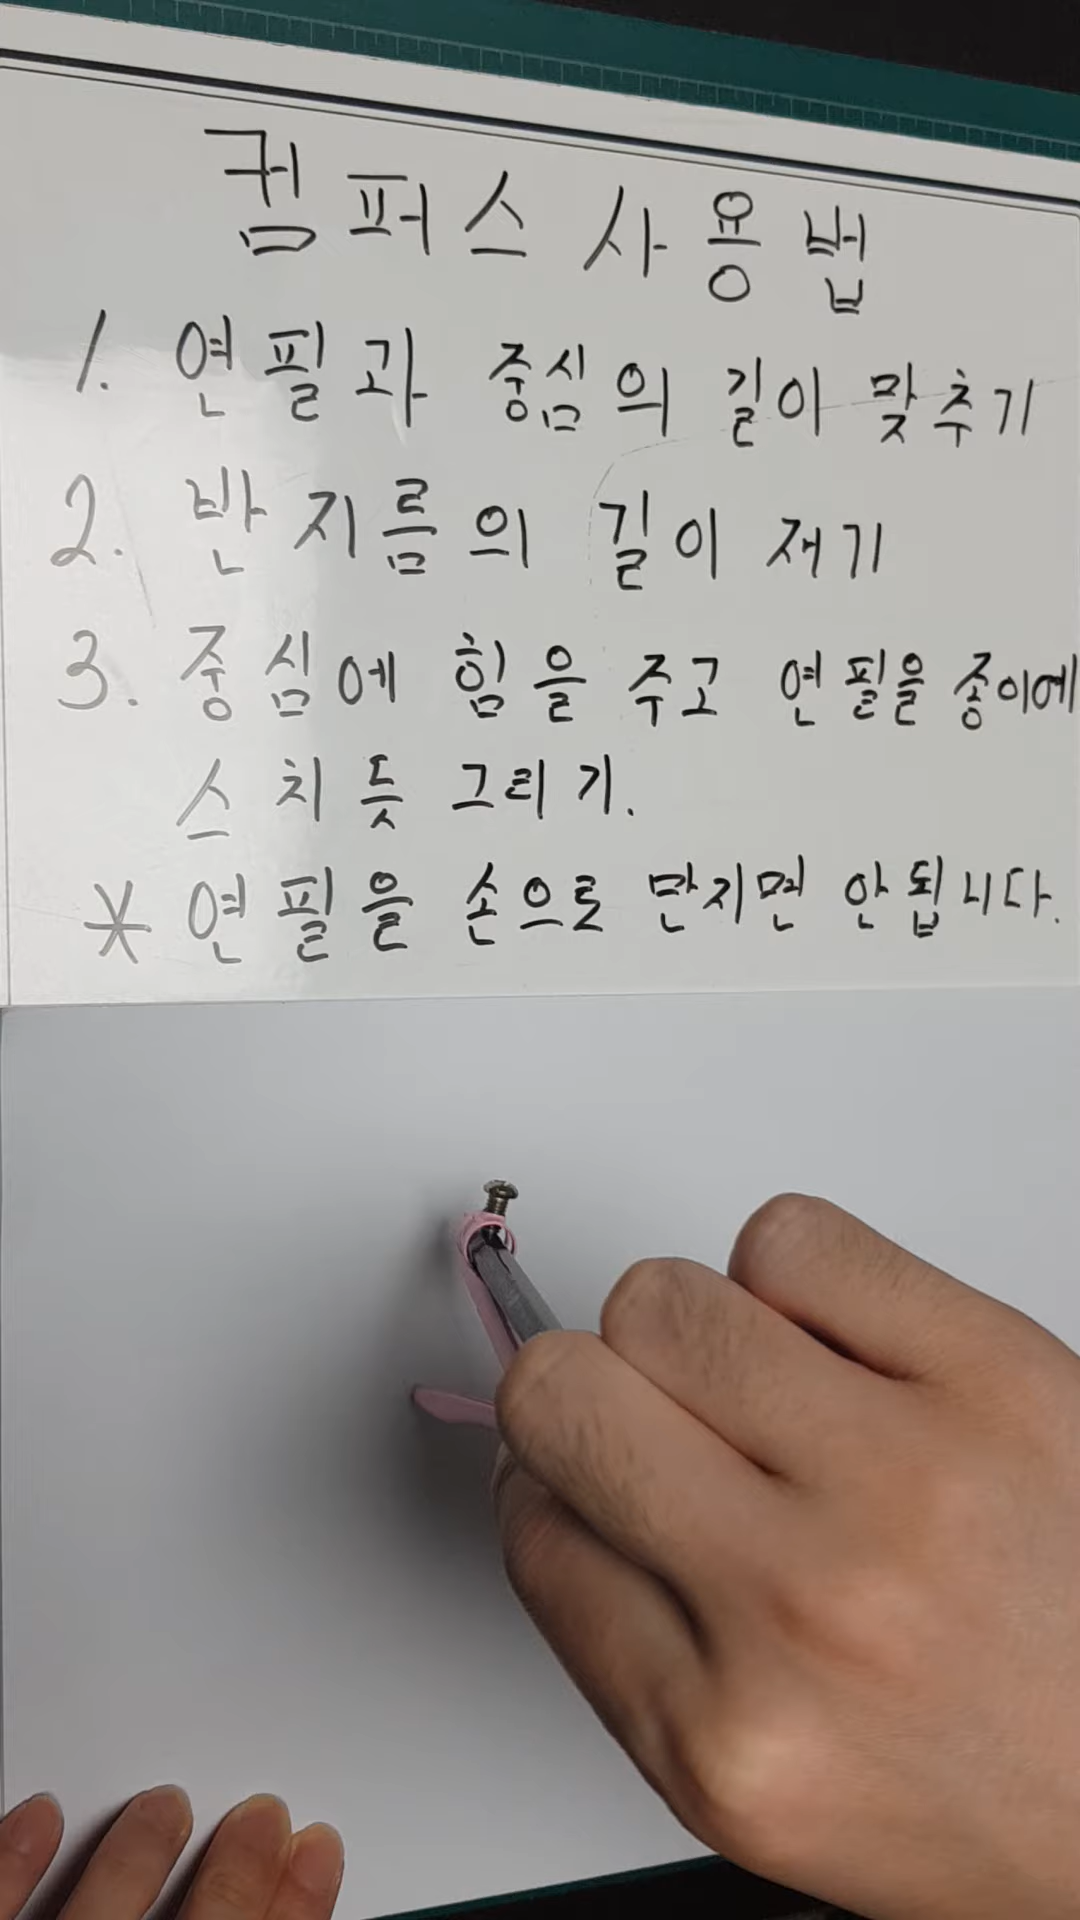 컴퍼스 사용법
1. 연필과 중심의 길이 맞추기
2. 반지름의 길이 재기
3. 중심에 힘을 주고 연필을 종이에
스치듯 그리기.
* 연필을 손으로 만지면 안됩니다.